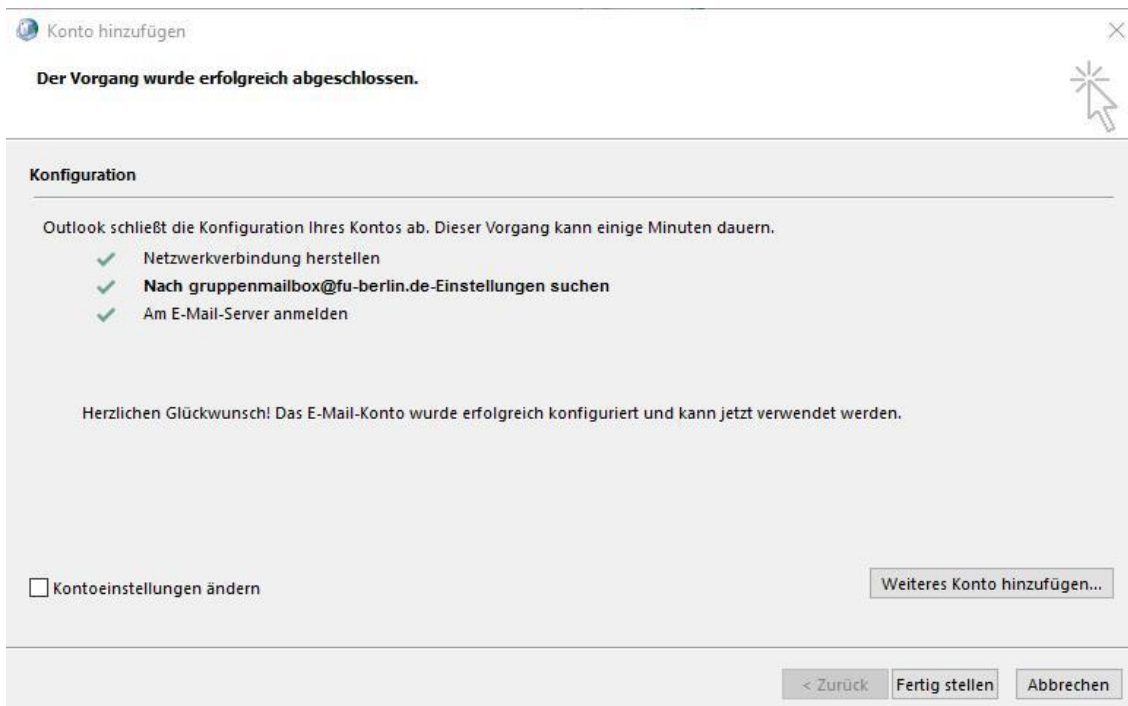 Konto hinzufügen
Der Vorgang wurde erfolgreich abgeschlossen.
Konfiguration
Outlook schließt die Konfiguration Ihres Kontos ab. Dieser Vorgang kann einige Minuten dauern.
Netzwerkverbindung herstellen
Nach gruppenmailbox@fu-berlin.de-Einstellungen suchen
Am E-Mail-Server anmelden
Herzlichen Glückwunsch! Das E-Mail-Konto wurde erfolgreich konfiguriert und kann jetzt verwendet werden.
Kontoeinstellungen ändern
Weiteres Konto hinzufügen...
< Zurück Fertig stellen Abbrechen